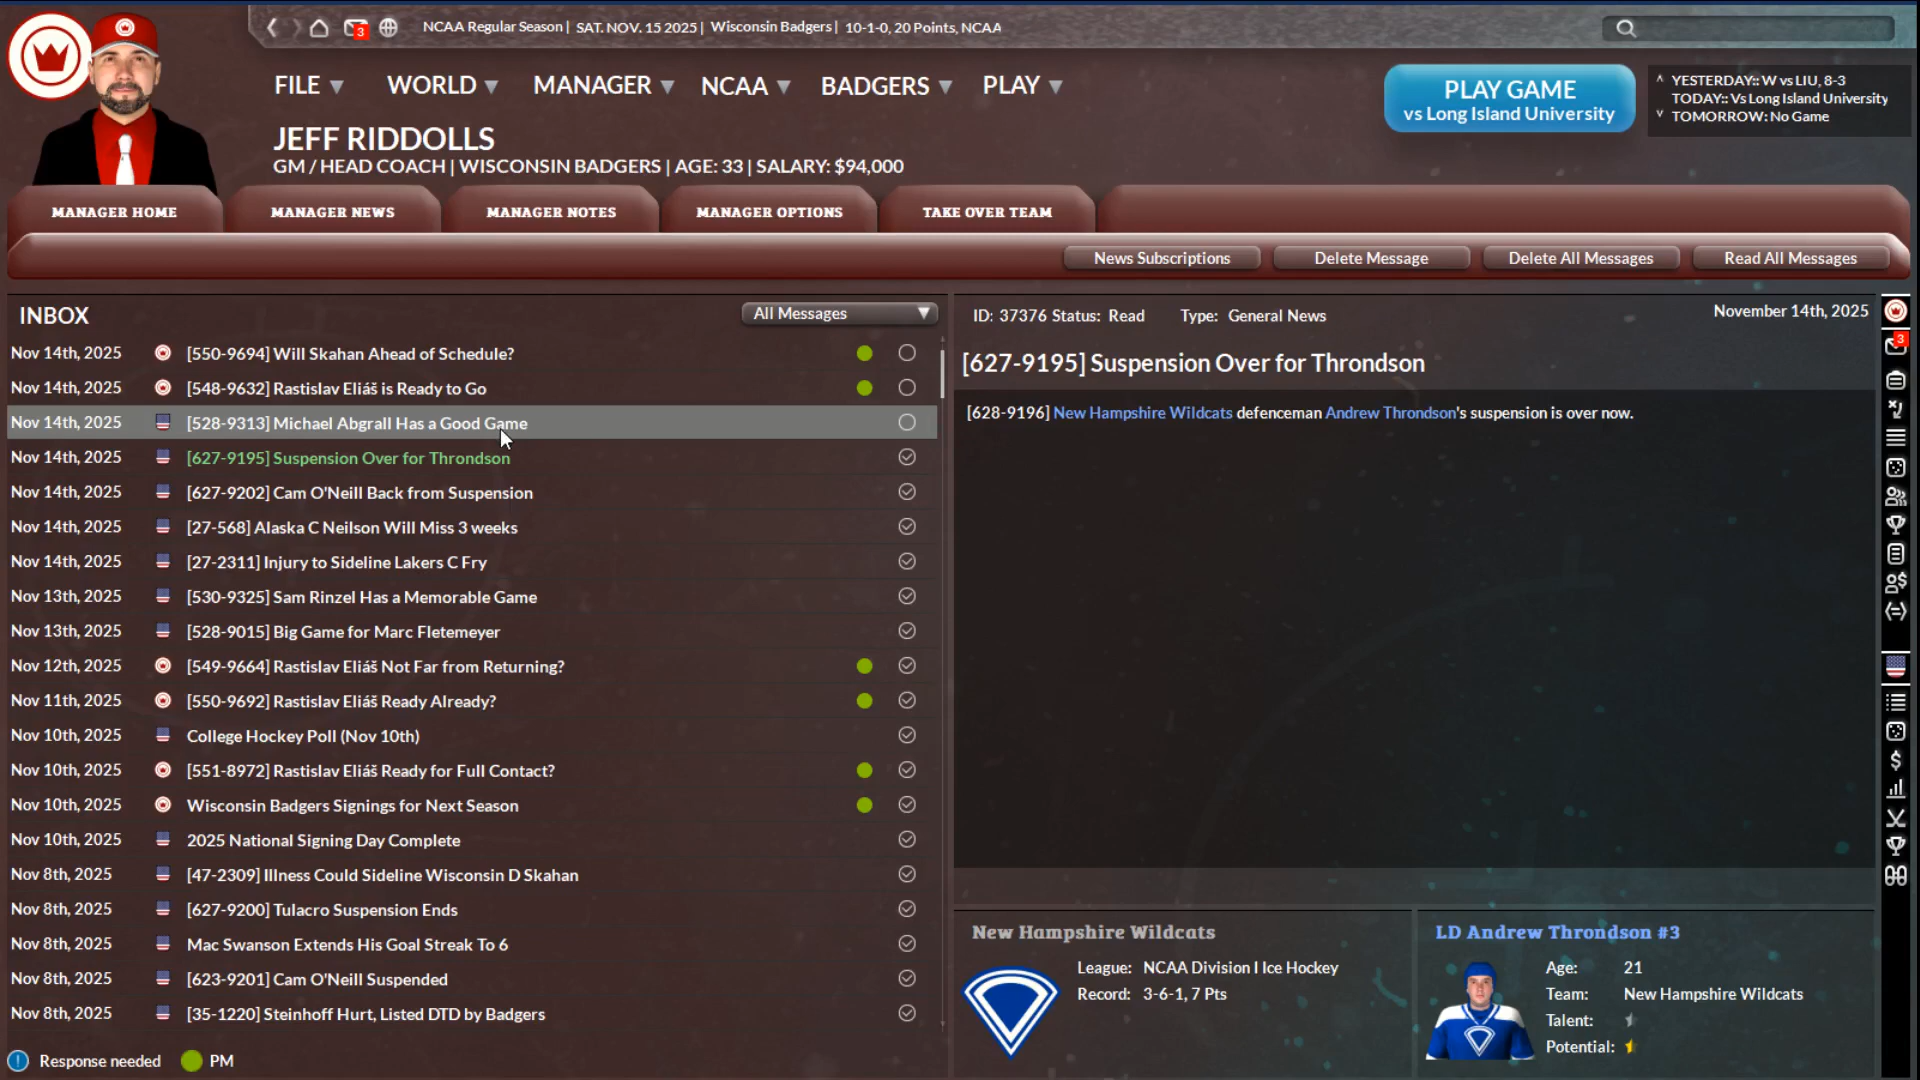 NCAA Regular Season | SAT. NOV. 15 2025 | Wisconsin Badgers | 10-1-0, 20 Points, NCAA
3
FILE WORLD MANAGER NCAA BADGERS PLAY
PLAY GAME
vs Long Island University
YESTERDAY:: W vs LIU, 8-3
TODAY:: Vs Long Island University
TOMORROW: No Game
JEFF RIDDOLLS
GM / HEAD COACH | WISCONSIN BADGERS | AGE: 33 | SALARY: $94,000
MANAGER HOME MANAGER NEWS MANAGER NOTES MANAGER OPTIONS TAKE OVER TEAM
News Subscriptions Delete Message Delete All Messages Read All Messages
INBOX All Messages
Nov 14th, 2025 [550-9694] Will Skahan Ahead of Schedule?
Nov 14th, 2025 [548-9632] Rastislav Eliáš is Ready to Go
Nov 14th, 2025 [528-9313] Michael Abgrall Has a Good Game
Nov 14th, 2025 [627-9195] Suspension Over for Throndson
Nov 14th, 2025 [627-9202] Cam O'Neill Back from Suspension
Nov 14th, 2025 [27-568] Alaska C Neilson Will Miss 3 weeks
Nov 14th, 2025 [27-2311] Injury to Sideline Lakers C Fry
Nov 13th, 2025 [530-9325] Sam Rinzel Has a Memorable Game
Nov 13th, 2025 [528-9015] Big Game for Marc Fletemeyer
Nov 12th, 2025 [549-9664] Rastislav Eliáš Not Far from Returning?
Nov 11th, 2025 [550-9692] Rastislav Eliáš Ready Already?
Nov 10th, 2025 College Hockey Poll (Nov 10th)
Nov 10th, 2025 [551-8972] Rastislav Eliáš Ready for Full Contact?
Nov 10th, 2025 Wisconsin Badgers Signings for Next Season
Nov 10th, 2025 2025 National Signing Day Complete
Nov 8th, 2025 [47-2309] Illness Could Sideline Wisconsin D Skahan
Nov 8th, 2025 [627-9200] Tulacro Suspension Ends
Nov 8th, 2025 Mac Swanson Extends His Goal Streak To 6
Nov 8th, 2025 [623-9201] Cam O'Neill Suspended
Nov 8th, 2025 [35-1220] Steinhoff Hurt, Listed DTD by Badgers
Response needed PM
ID: 37376 Status: Read Type: General News November 14th, 2025
[627-9195] Suspension Over for Throndson
[628-9196] New Hampshire Wildcats defenceman Andrew Throndson's suspension is over now.
New Hampshire Wildcats
League: NCAA Division I Ice Hockey
Record: 3-6-1, 7 Pts
LD Andrew Throndson #3
Age: 21
Team: New Hampshire Wildcats
Talent:
Potential:
3